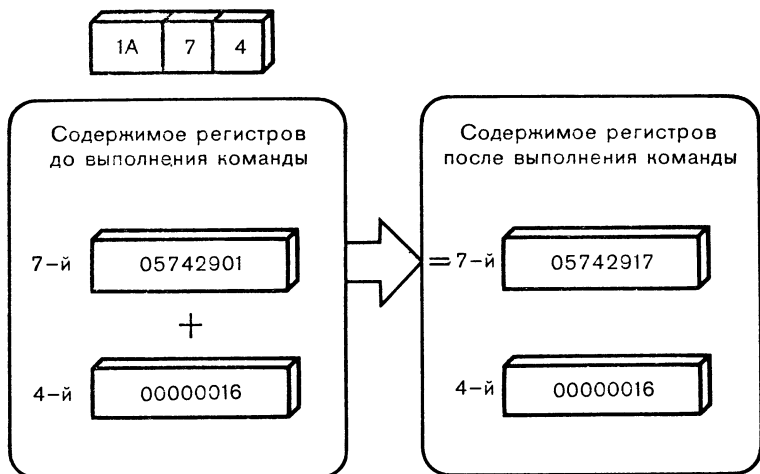 1А 7 4
Содержимое регистров
до выполнения команды
7-й 05742901
+
4-й 00000016
Содержимое регистров
после выполнения команды
= 7-й 05742917
4-й 00000016